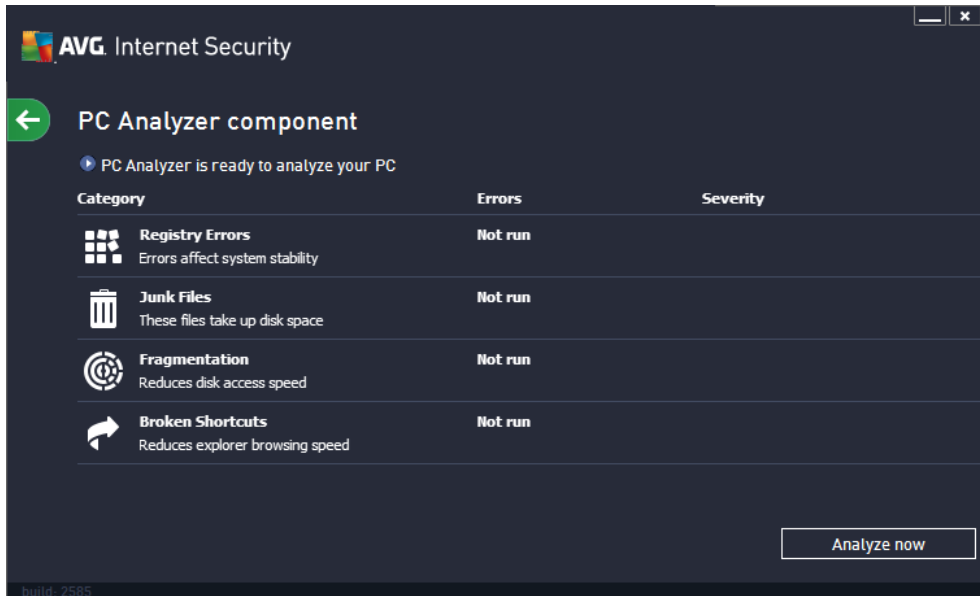 AVG. Internet Security
PC Analyzer component
PC Analyzer is ready to analyze your PC
Category Errors Severity
Registry Errors Not run
Errors affect system stability
Junk Files Not run
These files take up disk space
Fragmentation Not run
Reduces disk access speed
Broken Shortcuts Not run
Reduces explorer browsing speed
Analyze now
build- 2585